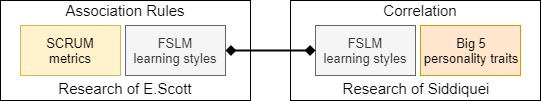 Association Rules
SCRUM
metrics
FSLM
learning styles
Research of E.Scott
Correlation
FSLM
learning styles
Big 5
personality traits
Research of Siddiquei